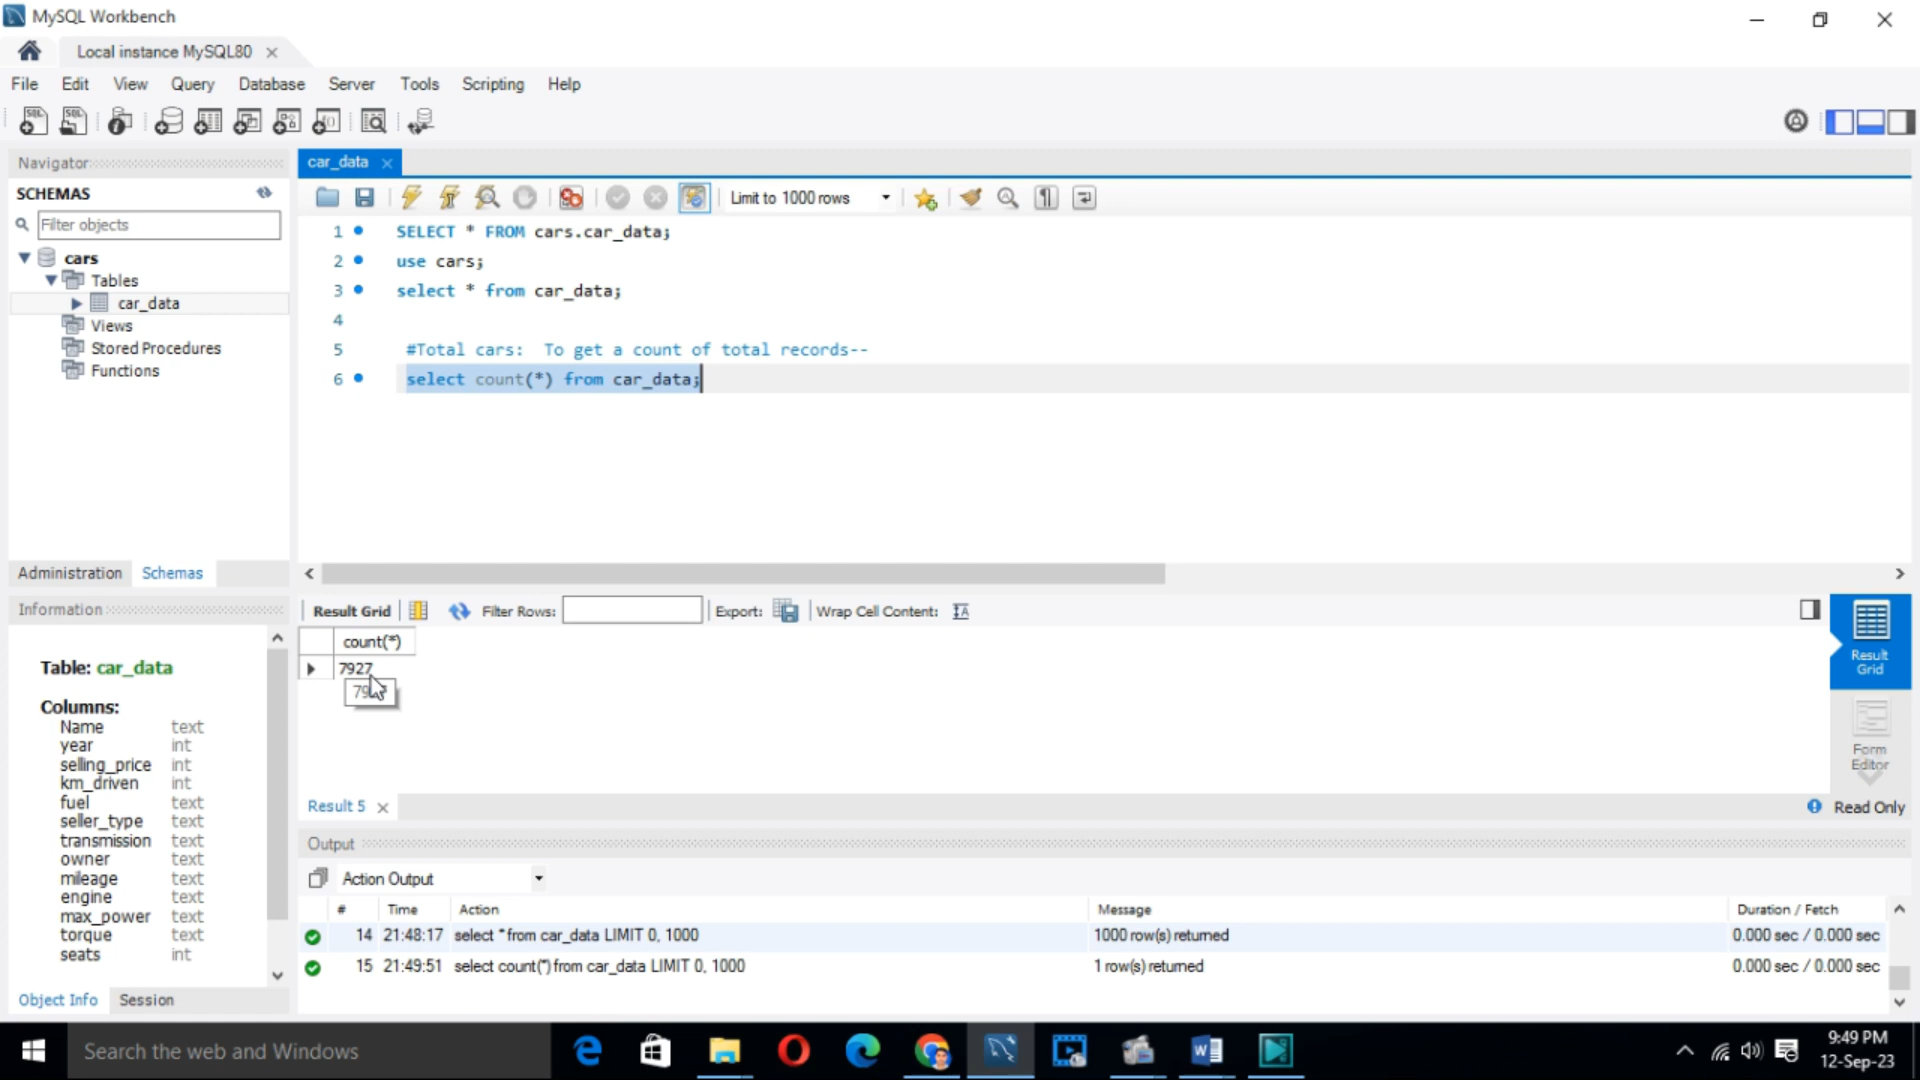 MySQL Workbench
Local instance MySQL80
File Edit View Query Database Server Tools Scripting Help
Navigator
SCHEMAS
Filter objects
cars
Tables
car_data
Views
Stored Procedures
Functions
Administration Schemas
Information
Table: car_data
Columns:
Name text
year int
selling_price int
km_driven int
fuel text
seller_type text
transmission text
owner text
mileage text
engine text
max_power text
torque text
seats int
Object Info Session
car_data
Limit to 1000 rows
1 SELECT * FROM cars.car_data;
2 use cars;
3 select * from car_data;
4
5 #Total cars: To get a count of total records--
6 select count(*) from car_data;
Result Grid Filter Rows: Export: Wrap Cell Content:
count(*)
7927
Result Grid
Form Editor
Result 5
Read Only
Output
Action Output
# Time Action Message Duration / Fetch
14 21:48:17 select * from car_data LIMIT 0, 1000 1000 row(s) returned 0.000 sec / 0.000 sec
15 21:49:51 select count(*) from car_data LIMIT 0, 1000 1 row(s) returned 0.000 sec / 0.000 sec
Search the web and Windows
9:49 PM
12-Sep-23